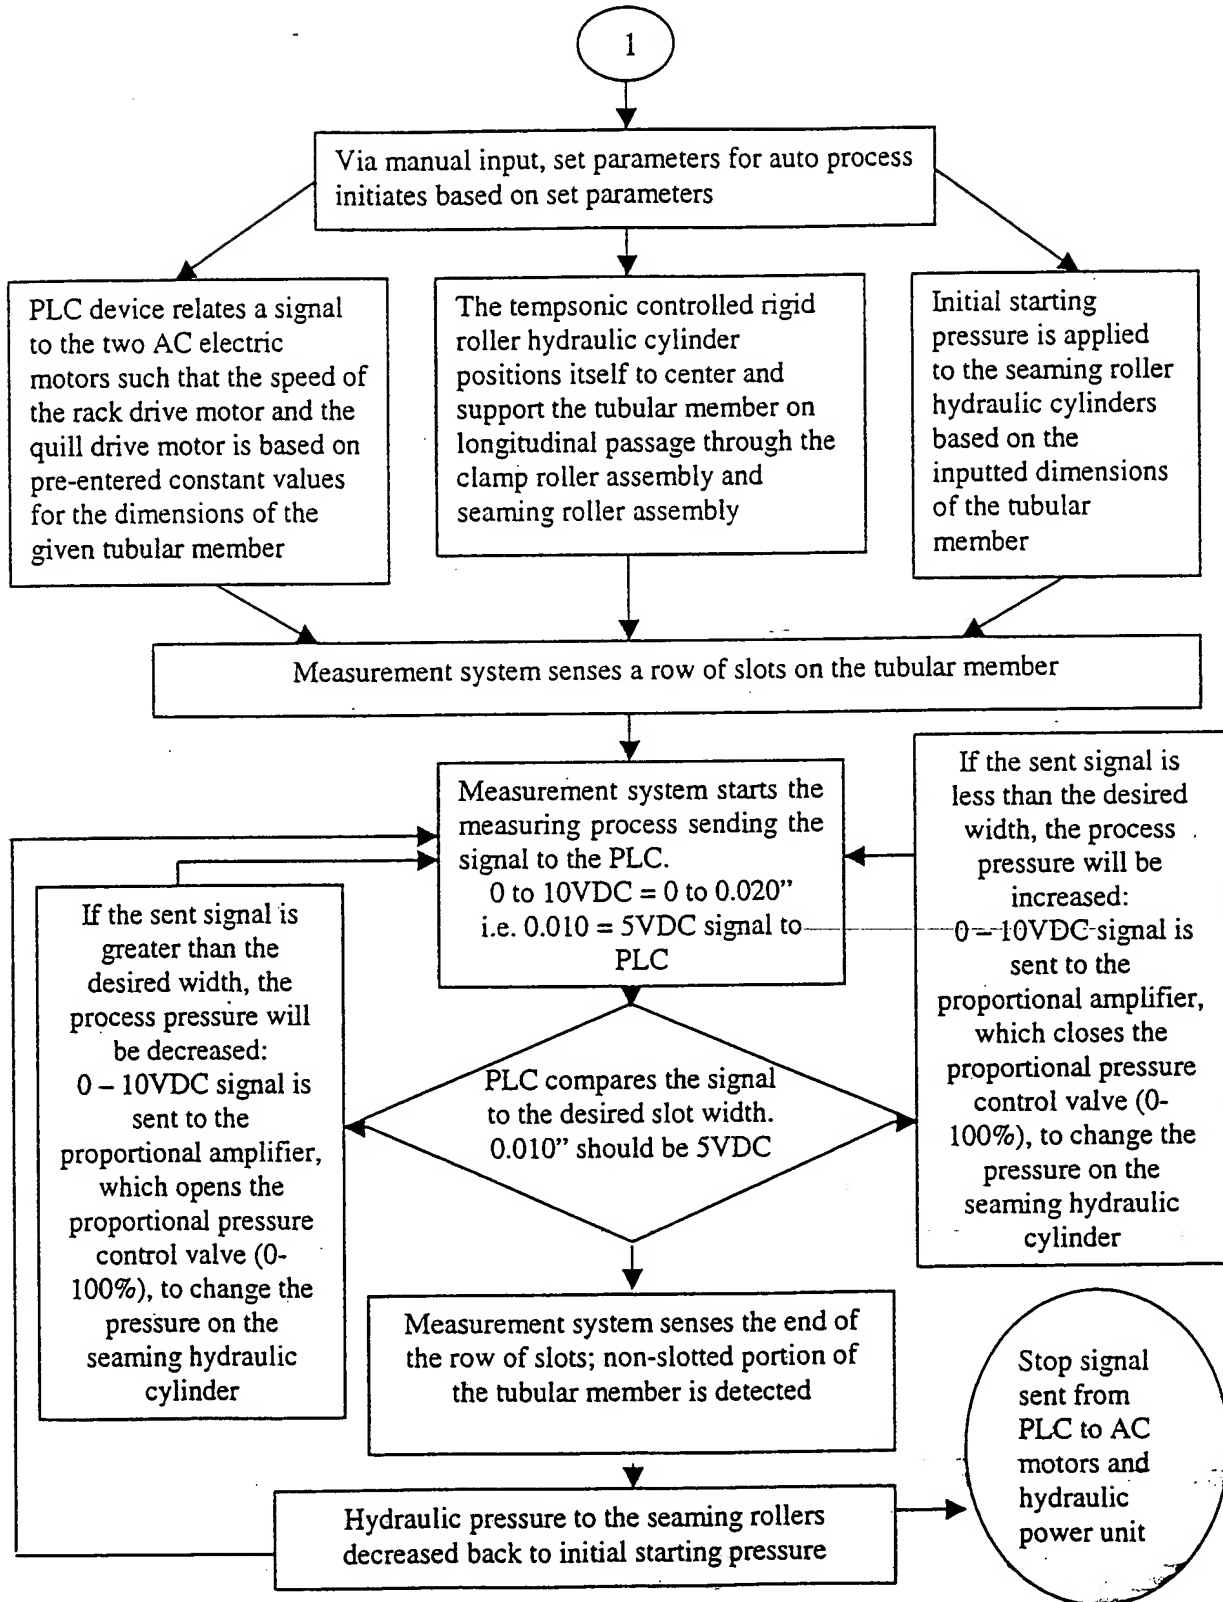 1
Via manual input, set parameters for auto process
initiates based on set parameters
PLC device relates a signal
to the two AC electric
motors such that the speed of
the rack drive motor and the
quill drive motor is based on
pre-entered constant values
for the dimensions of the
given tubular member
The tempsonic controlled rigid
roller hydraulic cylinder
positions itself to center and
support the tubular member on
longitudinal passage through the
clamp roller assembly and
seaming roller assembly
Initial starting
pressure is applied
to the seaming roller
hydraulic cylinders
based on the
inputted dimensions
of the tubular
member
Measurement system senses a row of slots on the tubular member
Measurement system starts the
measuring process sending the
signal to the PLC.
0 to 10VDC = 0 to 0.020”
i.e. 0.010 = 5VDC signal to
PLC
If the sent signal is
less than the desired
width, the process
pressure will be
increased:
0 – 10VDC signal is
sent to the
proportional amplifier,
which closes the
proportional pressure
control valve (0-
100%), to change the
pressure on the
seaming hydraulic
cylinder
If the sent signal is
greater than the
desired width, the
process pressure will
be decreased:
0 – 10VDC signal is
sent to the
proportional amplifier,
which opens the
proportional pressure
control valve (0-
100%), to change the
pressure on the
seaming hydraulic
cylinder
PLC compares the signal
to the desired slot width.
0.010” should be 5VDC
Measurement system senses the end of
the row of slots; non-slotted portion of
the tubular member is detected
Hydraulic pressure to the seaming rollers
decreased back to initial starting pressure
Stop signal
sent from
PLC to AC
motors and
hydraulic
power unit